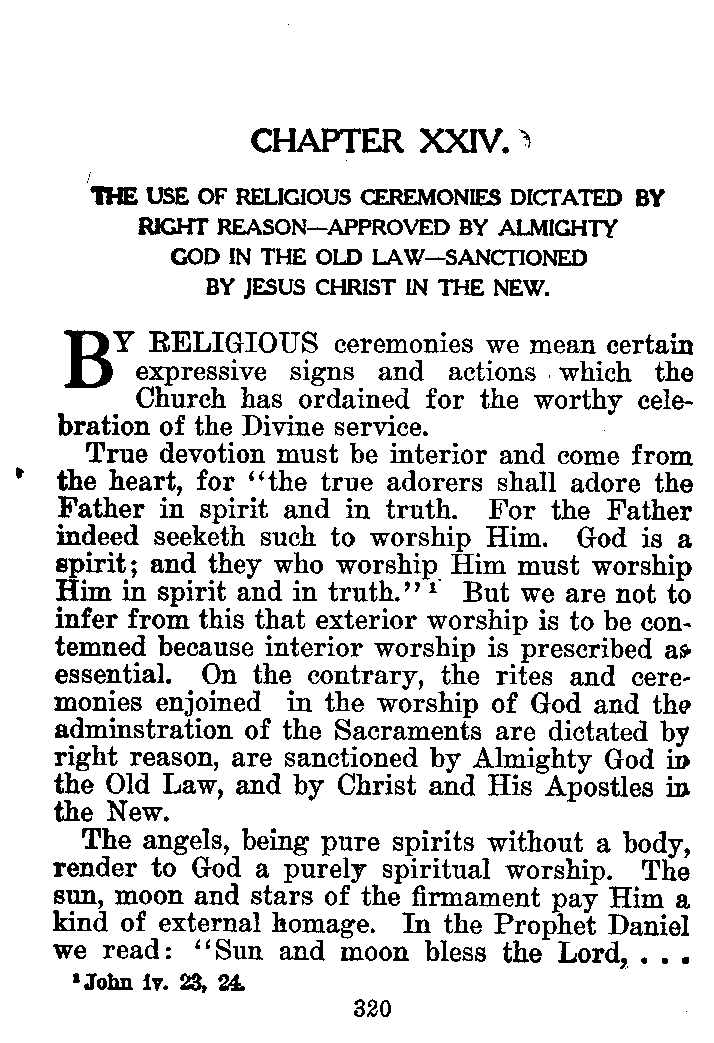 CHAPTER XXIV.
THE USE OF RELIGIOUS CEREMONIES DICTATED BY
RIGHT REASON—APPROVED BY ALMIGHTY
GOD IN THE OLD LAW—SANCTIONED
BY JESUS CHRIST IN THE NEW.
BY RELIGIOUS ceremonies we mean certain
expressive signs and actions which the
Church has ordained for the worthy cele-
bration of the Divine service.
True devotion must be interior and come from
the heart, for “the true adorers shall adore the
Father in spirit and in truth. For the Father
indeed seeketh such to worship Him. God is a
spirit; and they who worship Him must worship
Him in spirit and in truth.” ¹ But we are not to
infer from this that exterior worship is to be con-
temned because interior worship is prescribed as
essential. On the contrary, the rites and cere-
monies enjoined in the worship of God and the
adminstration of the Sacraments are dictated by
right reason, are sanctioned by Almighty God in
the Old Law, and by Christ and His Apostles in
the New.
The angels, being pure spirits without a body,
render to God a purely spiritual worship. The
sun, moon and stars of the firmament pay Him a
kind of external homage. In the Prophet Daniel
we read: “Sun and moon bless the Lord, . . .
¹ John iv. 23, 24.
320